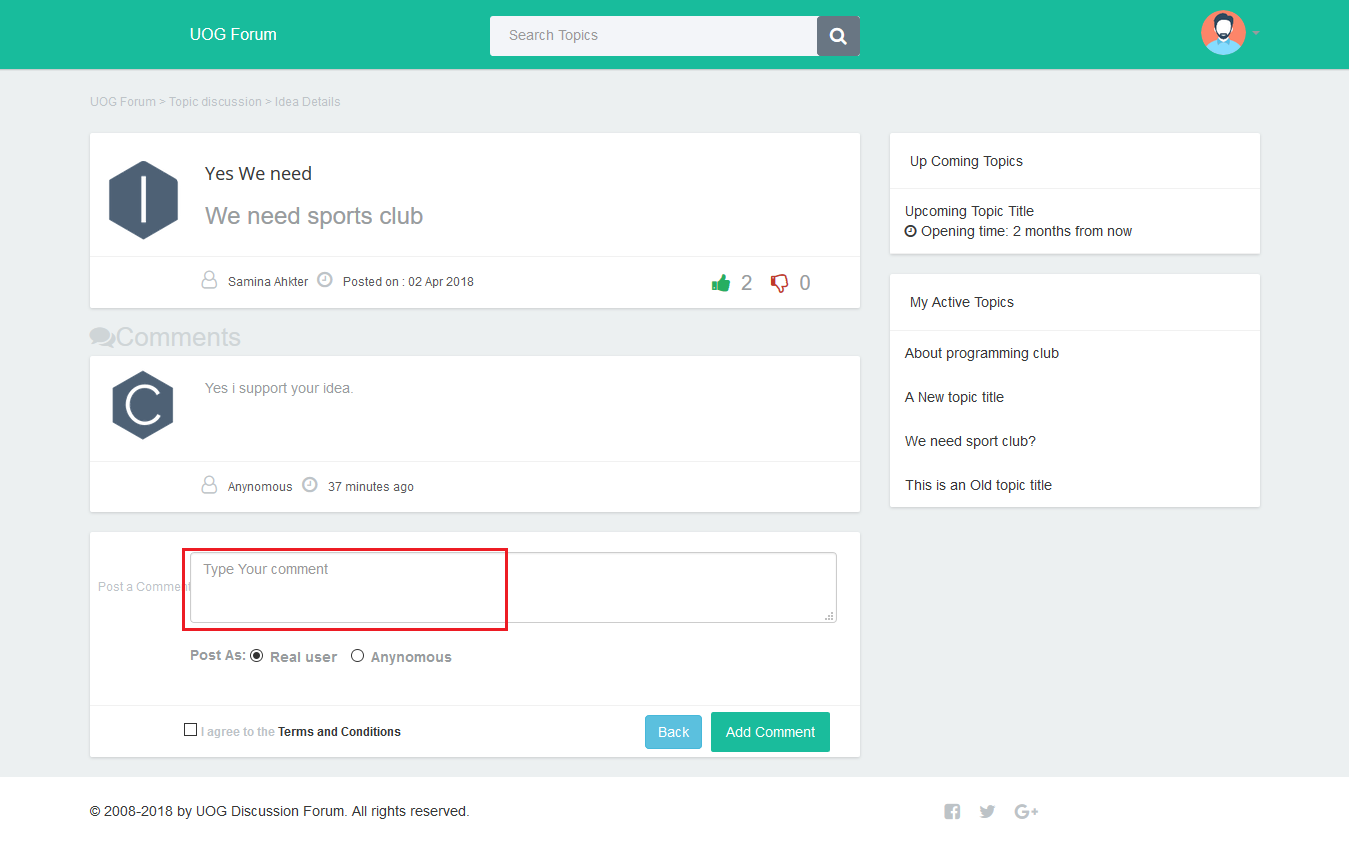 UOG Forum
Search Topics
UOG Forum > Topic discussion > Idea Details
I
Yes We need
We need sports club
Samina Ahkter Posted on : 02 Apr 2018
2 0
Comments
C
Yes i support your idea.
Anynomous 37 minutes ago
Post a Comment
Type Your comment
Post As: Real user Anynomous
I agree to the Terms and Conditions
Back Add Comment
Up Coming Topics
Upcoming Topic Title
Opening time: 2 months from now
My Active Topics
About programming club
A New topic title
We need sport club?
This is an Old topic title
© 2008-2018 by UOG Discussion Forum. All rights reserved.
G+